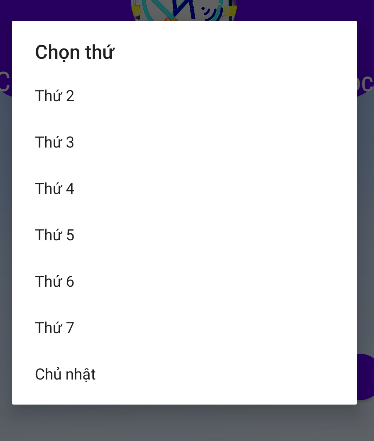 Chọn thứ
Thứ 2
Thứ 3
Thứ 4
Thứ 5
Thứ 6
Thứ 7
Chủ nhật